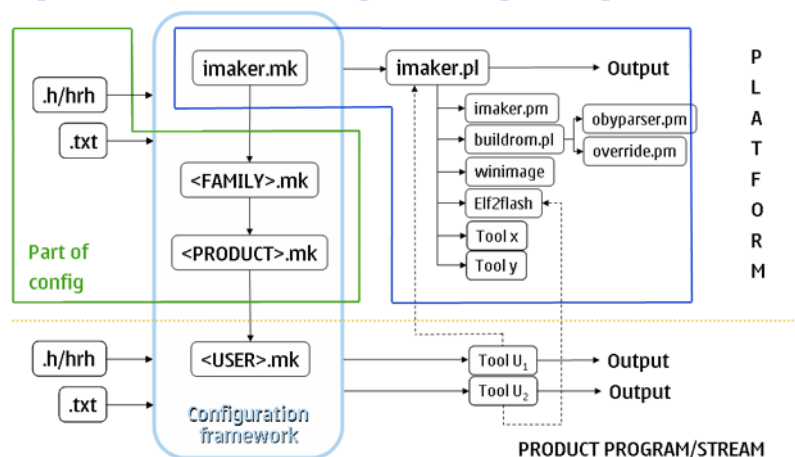 imaker.mk
imaker.pl
Output
.h/hrh
imaker.pm
obyparser.pm
.txt
buildrom.pl
override.pm
<FAMILY>.mk
winimage
Elf2flash
Part of
config
<PRODUCT>.mk
Tool x
Tool y
PLATFORM
.h/hrh
<USER>.mk
Tool U1
Output
.txt
Tool U2
Output
Configuration
framework
PRODUCT PROGRAM/STREAM